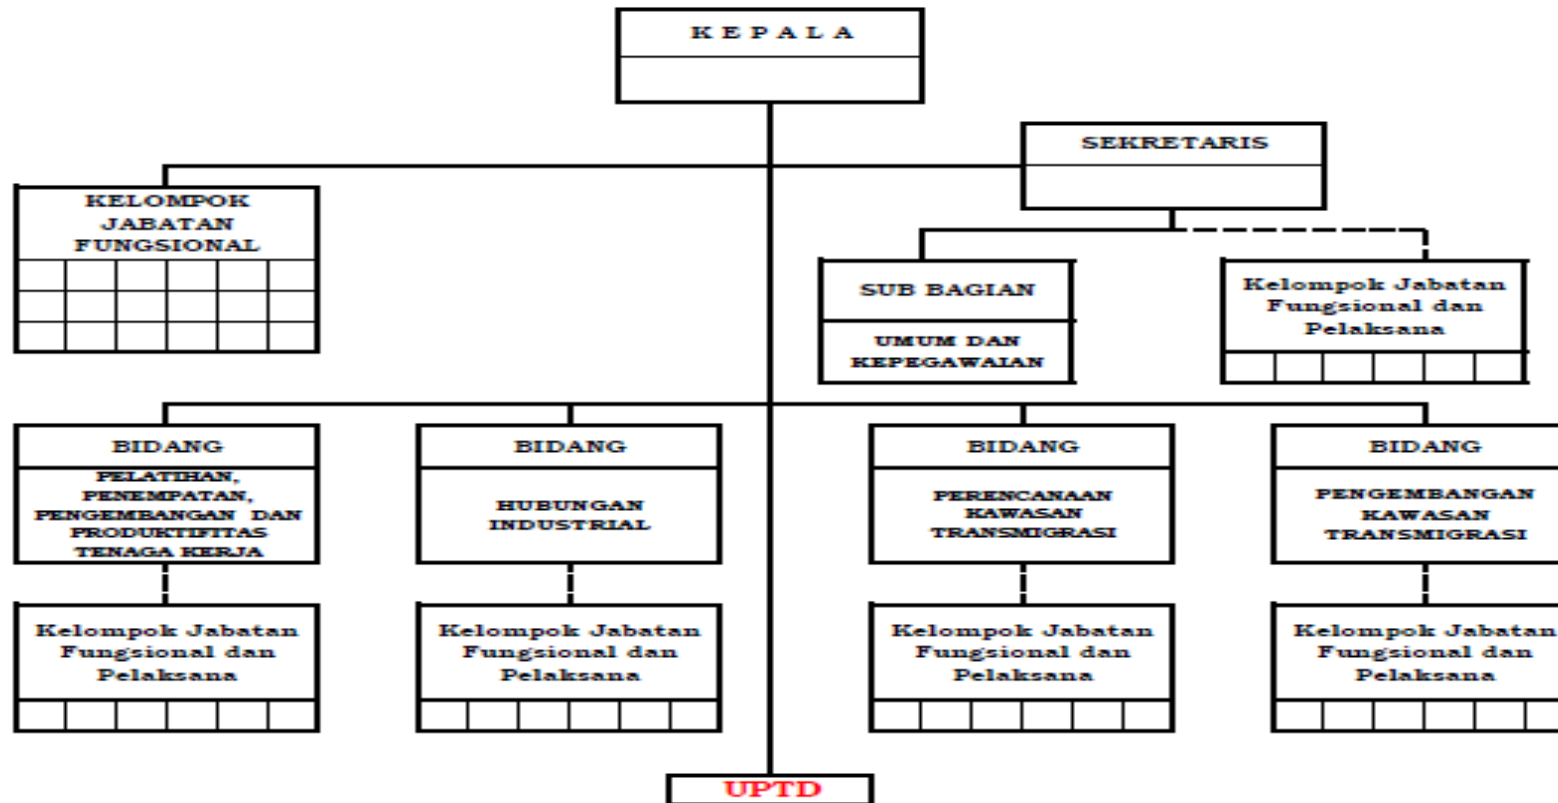 K E P A L A
SEKRETARIS
KELOMPOK
JABATAN
FUNGSIONAL
SUB BAGIAN
UMUM DAN
KEPEGAWAIAN
Kelompok Jabatan
Fungsional dan
Pelaksana
BIDANG
PELATIHAN,
PENEMPATAN,
PENGEMBANGAN DAN
PRODUKTIFITAS
TENAGA KERJA
BIDANG
HUBUNGAN
INDUSTRIAL
BIDANG
PERENCANAAN
KAWASAN
TRANSMIGRASI
BIDANG
PENGEMBANGAN
KAWASAN
TRANSMIGRASI
Kelompok Jabatan
Fungsional dan
Pelaksana
Kelompok Jabatan
Fungsional dan
Pelaksana
Kelompok Jabatan
Fungsional dan
Pelaksana
Kelompok Jabatan
Fungsional dan
Pelaksana
UPTD